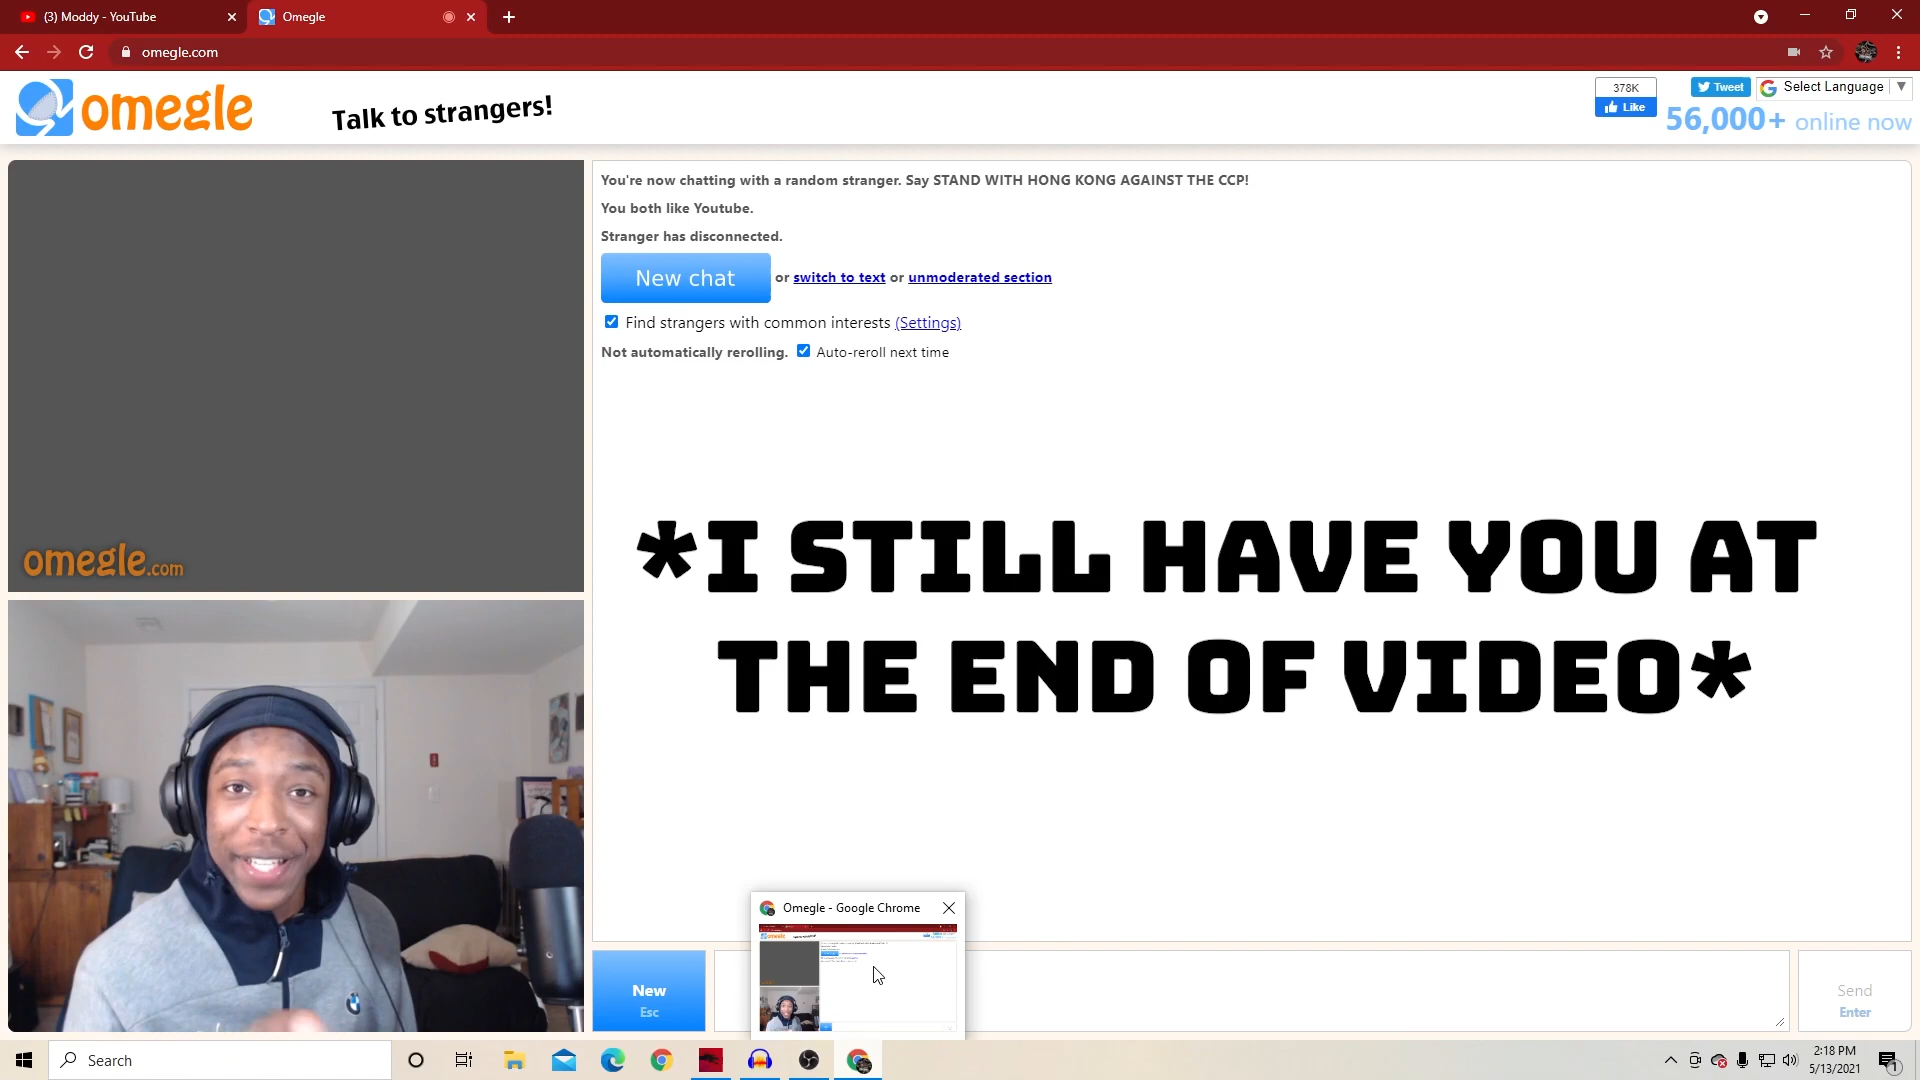 (3) Moddy - YouTube
Omegle
omegle.com
omegle
Talk to strangers!
378K
Like
Tweet
Select Language
56,000+ online now
You're now chatting with a random stranger. Say STAND WITH HONG KONG AGAINST THE CCP!
You both like Youtube.
Stranger has disconnected.
New chat or switch to text or unmoderated section
Find strangers with common interests (Settings)
Not automatically rerolling. Auto-reroll next time
omegle.com
*I STILL HAVE YOU AT
THE END OF VIDEO*
Omegle - Google Chrome
New
Esc
Send
Enter
Search
2:18 PM
5/13/2021
1